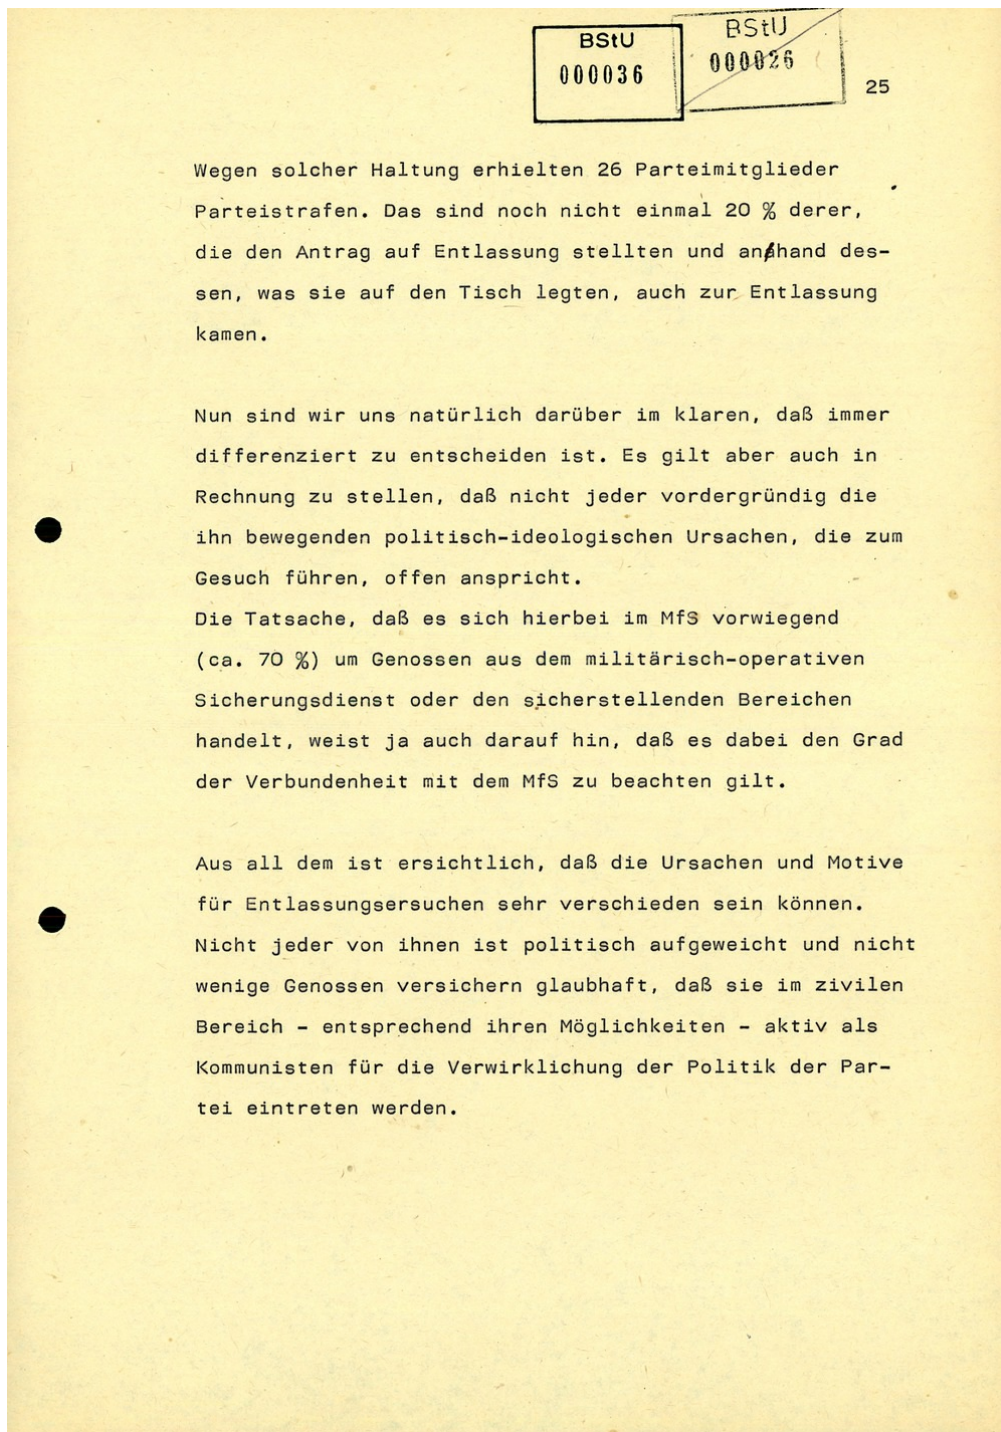 BStU
000036
BStU
000026
25
Wegen solcher Haltung erhielten 26 Parteimitglieder
Parteistrafen. Das sind noch nicht einmal 20 % derer,
die den Antrag auf Entlassung stellten und anhand des-
sen, was sie auf den Tisch legten, auch zur Entlassung
kamen.
Nun sind wir uns natürlich darüber im klaren, daß immer
differenziert zu entscheiden ist. Es gilt aber auch in
Rechnung zu stellen, daß nicht jeder vordergründig die
ihn bewegenden politisch-ideologischen Ursachen, die zum
Gesuch führen, offen anspricht.
Die Tatsache, daß es sich hierbei im MfS vorwiegend
(ca. 70 %) um Genossen aus dem militärisch-operativen
Sicherungsdienst oder den sicherstellenden Bereichen
handelt, weist ja auch darauf hin, daß es dabei den Grad
der Verbundenheit mit dem MfS zu beachten gilt.
Aus all dem ist ersichtlich, daß die Ursachen und Motive
für Entlassungsersuchen sehr verschieden sein können.
Nicht jeder von ihnen ist politisch aufgeweicht und nicht
wenige Genossen versichern glaubhaft, daß sie im zivilen
Bereich - entsprechend ihren Möglichkeiten - aktiv als
Kommunisten für die Verwirklichung der Politik der Par-
tei eintreten werden.